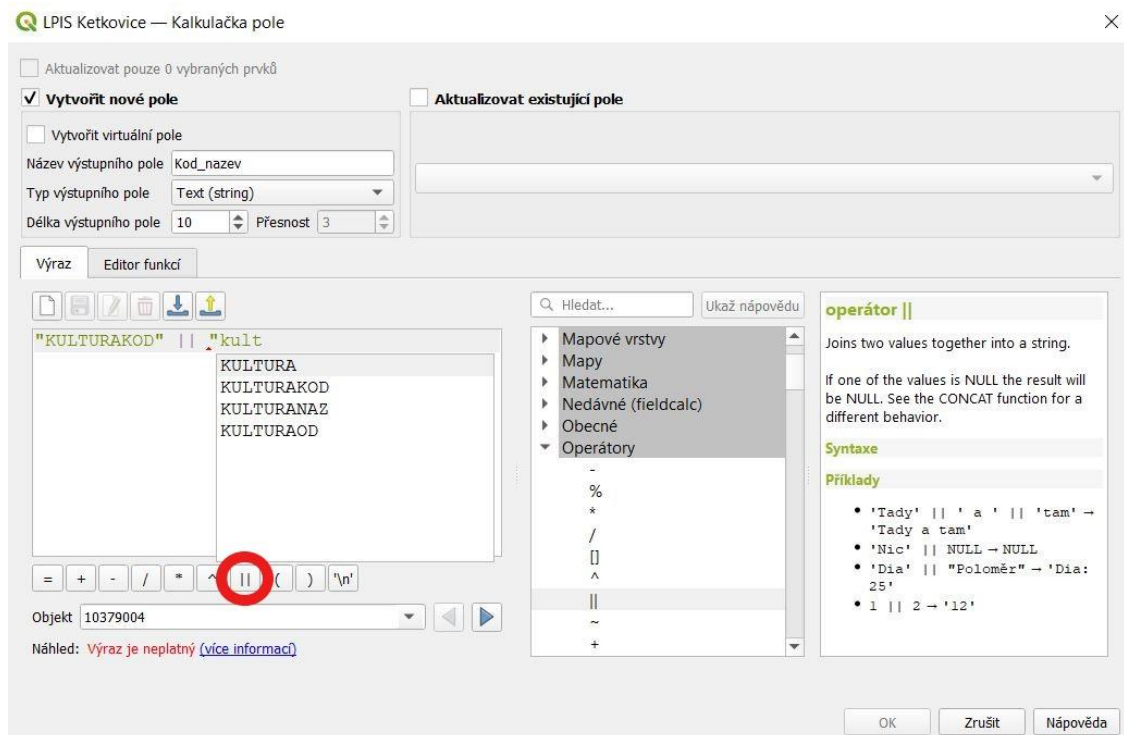 LPIS Ketkovice — Kalkulačka pole
Aktualizovat pouze 0 vybraných prvků
Vytvořit nové pole
Aktualizovat existující pole
Vytvořit virtuální pole
Název výstupního pole Kod_nazev
Typ výstupního pole Text (string)
Délka výstupního pole 10 Přesnost 3
Výraz Editor funkcí
Hledat... Ukaž nápovědu
"KULTURAKOD" || "kult
KULTURA
KULTURAKOD
KULTURANAZ
KULTURAOD
= + - / * ^ || ( ) '\n'
Objekt 10379004
Náhled: Výraz je neplatný (více informací)
Mapové vrstvy
Mapy
Matematika
Nedávné (fieldcalc)
Obecné
Operátory
-
%
*
/
[]
^
||
~
+
operátor ||
Joins two values together into a string.
If one of the values is NULL the result will
be NULL. See the CONCAT function for a
different behavior.
Syntaxe
Příklady
• 'Tady' || ' a ' || 'tam' →
'Tady a tam'
• 'Nic' || NULL → NULL
• 'Dia' || "Poloměr" → 'Dia:
25'
• 1 || 2 → '12'
OK Zrušit Nápověda